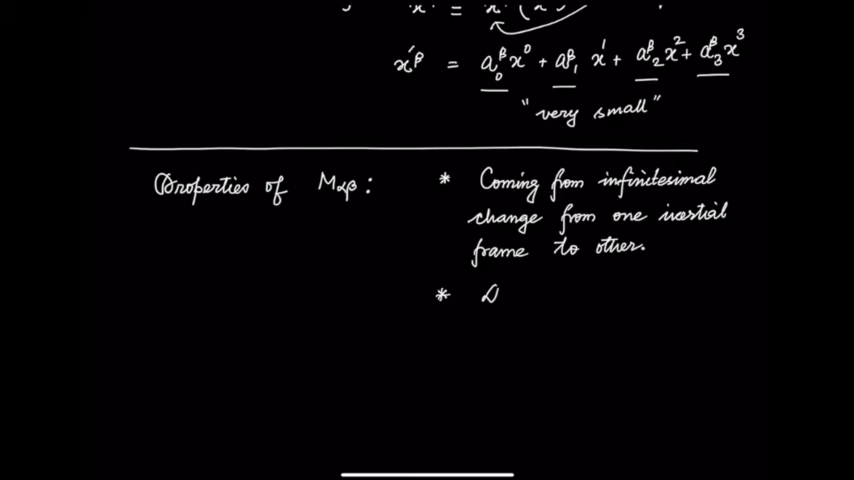 x'^β = a^β_0 x^0 + a^β_1 x^1 + a^β_2 x^2 + a^β_3 x^3
"very small"
Properties of M_αβ : * Coming from infinitesimal
change from one inertial
frame to other.
* D